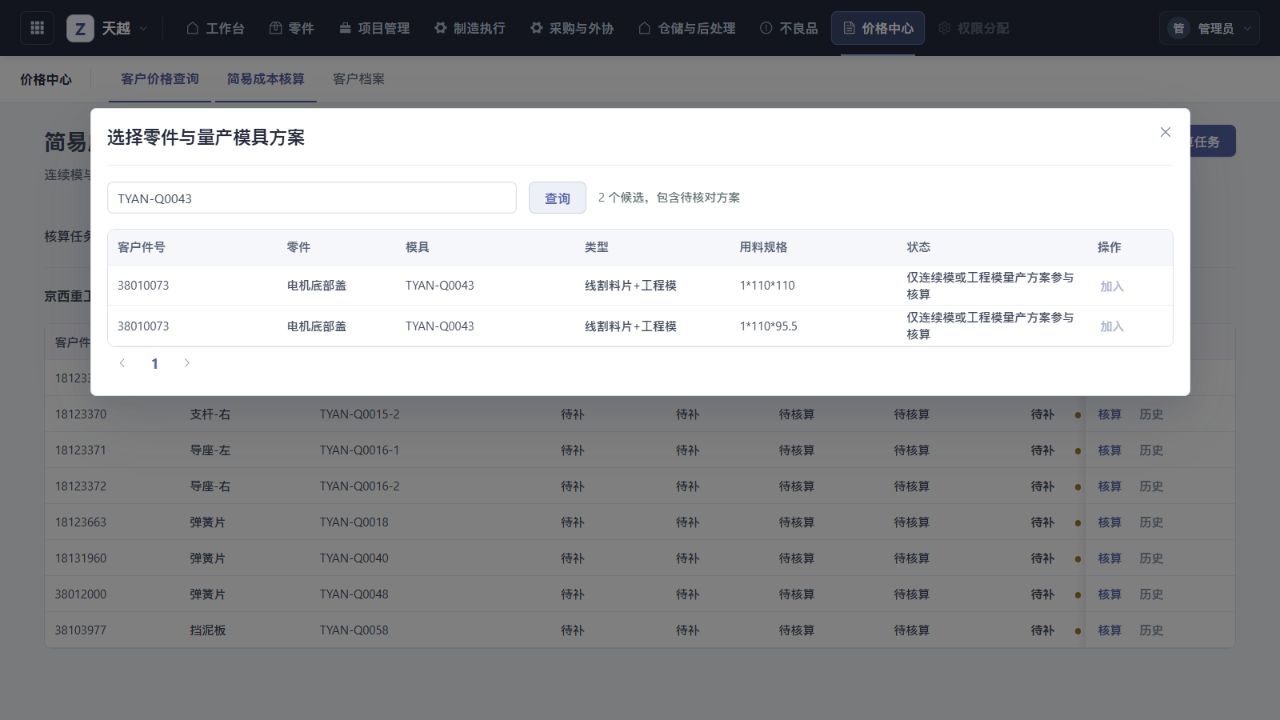 Z 天越 工作台 零件 项目管理 制造执行 采购与外协 仓储与后处理 不良品 价格中心 权限分配 管 管理员
价格中心 客户价格查询 简易成本核算 客户档案
简易
选择零件与量产模具方案
任务
连续模与
TYAN-Q0043 查询 2 个候选，包含待核对方案
核算任务
客户件号 零件 模具 类型 用料规格 状态 操作
38010073 电机底部盖 TYAN-Q0043 线割料片+工程模 1*110*110 仅连续模或工程模量产方案参与核算 加入
京西重工
38010073 电机底部盖 TYAN-Q0043 线割料片+工程模 1*110*95.5 仅连续模或工程模量产方案参与核算 加入
客户件
1
18123
18123370 支杆-右 TYAN-Q0015-2 待补 待补 待核算 待核算 待补 核算 历史
18123371 导座-左 TYAN-Q0016-1 待补 待补 待核算 待核算 待补 核算 历史
18123372 导座-右 TYAN-Q0016-2 待补 待补 待核算 待核算 待补 核算 历史
18123663 弹簧片 TYAN-Q0018 待补 待补 待核算 待核算 待补 核算 历史
18131960 弹簧片 TYAN-Q0040 待补 待补 待核算 待核算 待补 核算 历史
38012000 弹簧片 TYAN-Q0048 待补 待补 待核算 待核算 待补 核算 历史
38103977 挡泥板 TYAN-Q0058 待补 待补 待核算 待核算 待补 核算 历史